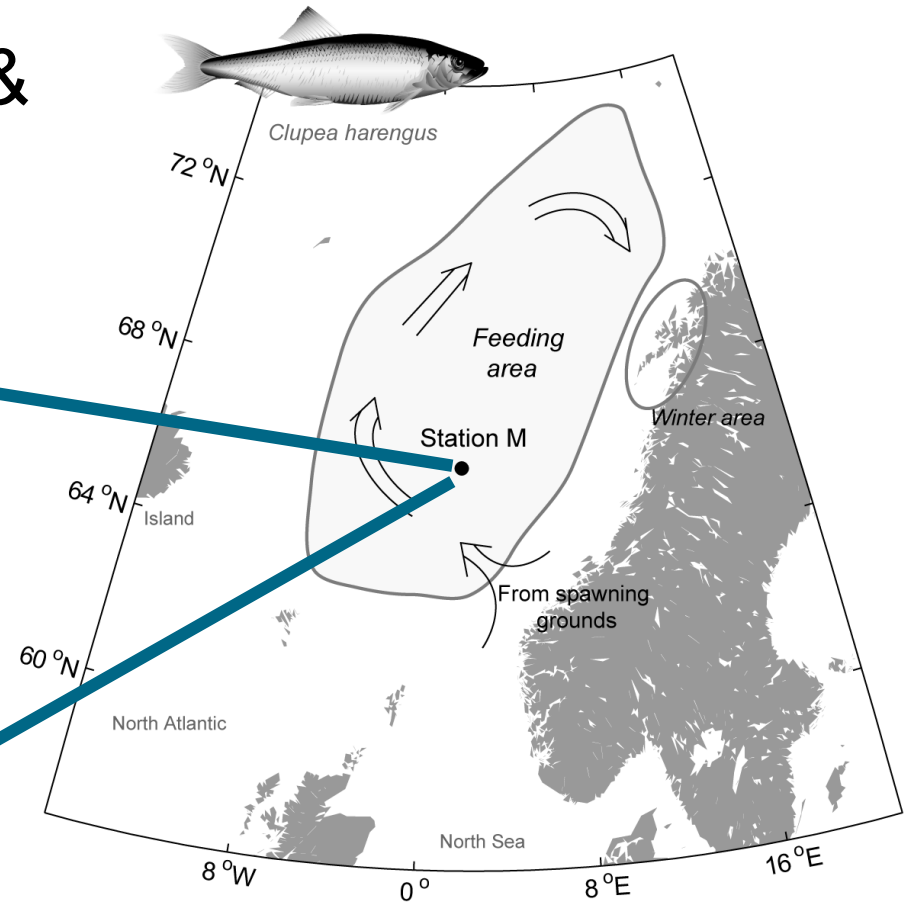 &
Clupea harengus
72 °N
68 °N
Feeding
area
Winter area
Station M
64 °N
Island
From spawning
grounds
60 °N
North Atlantic
North Sea
8 °W
0 °
8 °E
16 °E